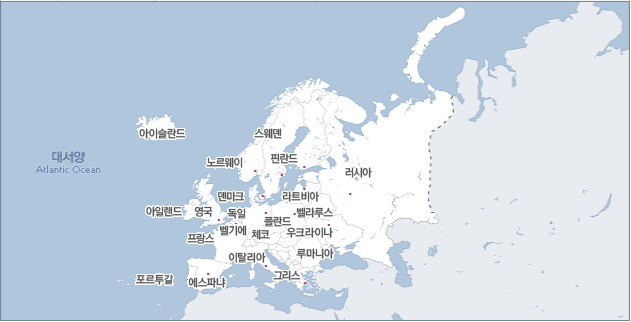 아이슬란드
스웨덴
대서양
Atlantic Ocean
노르웨이
핀란드
러시아
덴마크
라트비아
아일랜드
영국
독일
벨라루스
폴란드
벨기에
체코
우크라이나
프랑스
이탈리아
루마니아
포르투갈
에스파냐
그리스